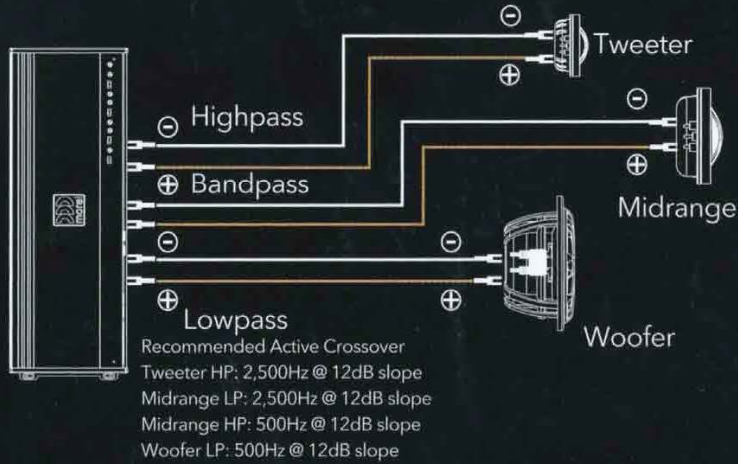 ⊖
Tweeter
⊕
⊖ Highpass
⊖
⊕ Bandpass
⊕
Midrange
morel
⊖ ⊖
⊕ ⊕
Lowpass
Woofer
Recommended Active Crossover
Tweeter HP: 2,500Hz @ 12dB slope
Midrange LP: 2,500Hz @ 12dB slope
Midrange HP: 500Hz @ 12dB slope
Woofer LP: 500Hz @ 12dB slope